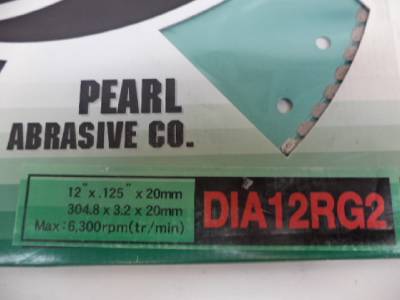 PEARL
ABRASIVE CO.
12" x .125" x 20mm
304.8 x 3.2 x 20mm
Max: 6,300rpm(tr/min)
DIA12RG2